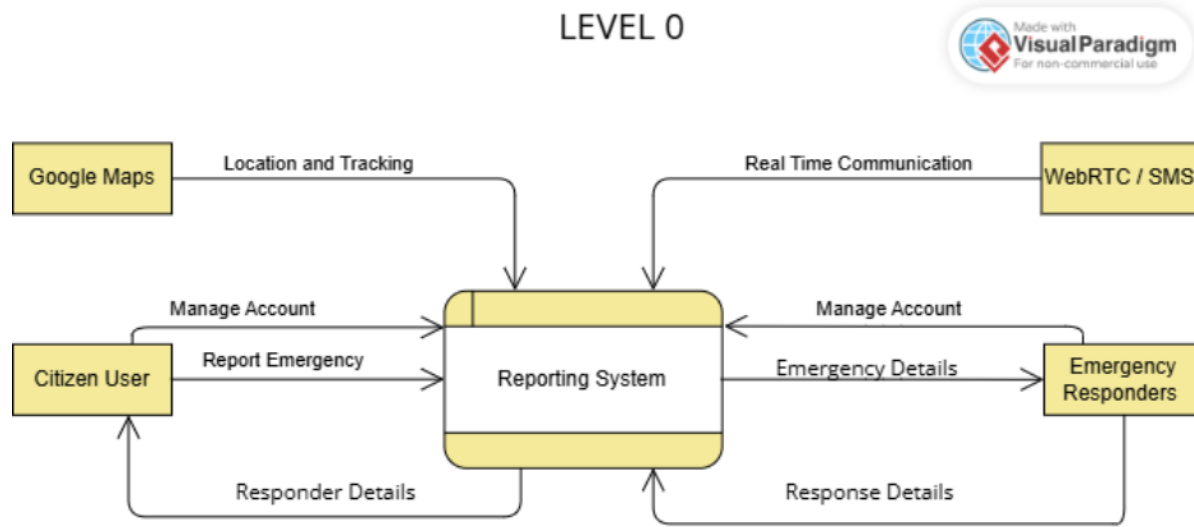 LEVEL 0
Made with
Visual Paradigm
For non-commercial use
Google Maps
Location and Tracking
Real Time Communication
WebRTC / SMS
Manage Account
Manage Account
Citizen User
Report Emergency
Reporting System
Emergency Details
Emergency
Responders
Responder Details
Response Details